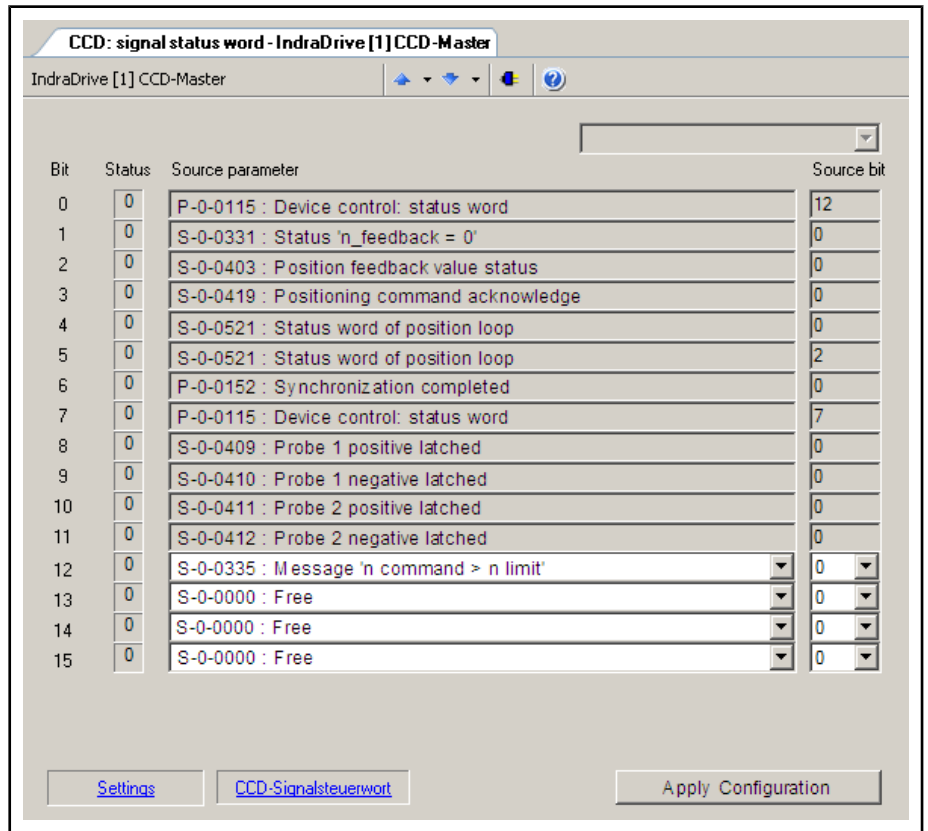 CCD: signal status word - IndraDrive [1] CCD-Master
IndraDrive [1] CCD-Master
Bit Status Source parameter Source bit
0 0 P-0-0115 : Device control: status word 12
1 0 S-0-0331 : Status 'n_feedback = 0' 0
2 0 S-0-0403 : Position feedback value status 0
3 0 S-0-0419 : Positioning command acknowledge 0
4 0 S-0-0521 : Status word of position loop 0
5 0 S-0-0521 : Status word of position loop 2
6 0 P-0-0152 : Synchronization completed 0
7 0 P-0-0115 : Device control: status word 7
8 0 S-0-0409 : Probe 1 positive latched 0
9 0 S-0-0410 : Probe 1 negative latched 0
10 0 S-0-0411 : Probe 2 positive latched 0
11 0 S-0-0412 : Probe 2 negative latched 0
12 0 S-0-0335 : Message 'n command > n limit' 0
13 0 S-0-0000 : Free 0
14 0 S-0-0000 : Free 0
15 0 S-0-0000 : Free 0
Settings CCD-Signalsteuerwort Apply Configuration